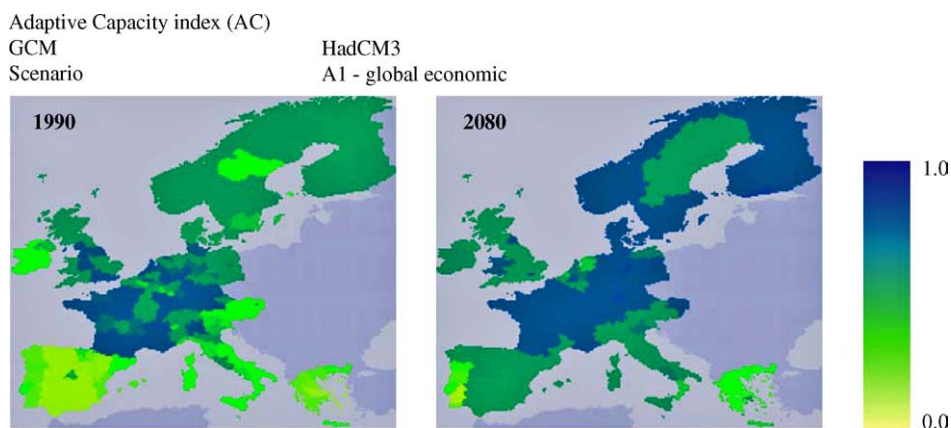 Adaptive Capacity index (AC)
GCM HadCM3
Scenario A1 - global economic
1990 2080
1.0
0.0